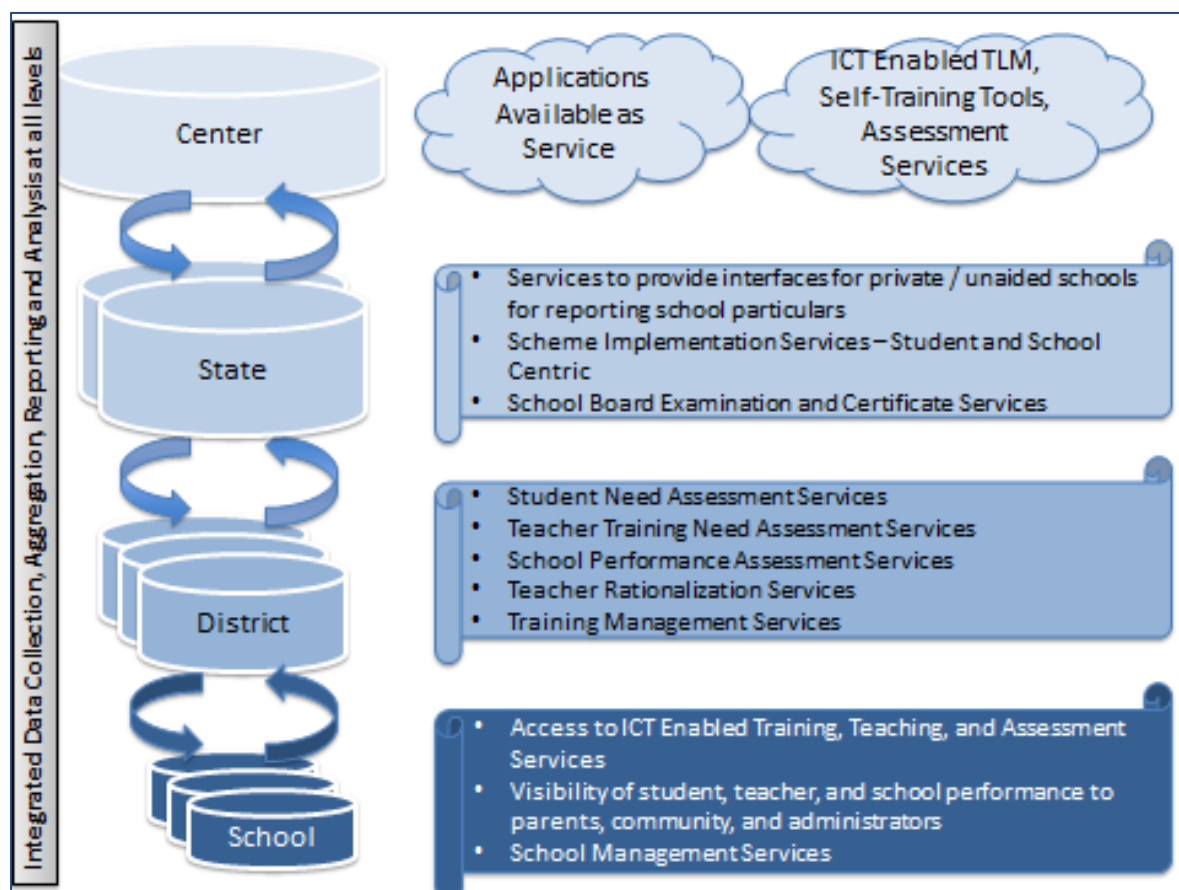 Integrated Data Collection, Aggregation, Reporting and Analysis at all levels
Center
Applications
Available as
Service
ICT Enabled TLM,
Self-Training Tools,
Assessment
Services
State
• Services to provide interfaces for private / unaided schools
for reporting school particulars
• Scheme Implementation Services – Student and School
Centric
• School Board Examination and Certificate Services
District
• Student Need Assessment Services
• Teacher Training Need Assessment Services
• School Performance Assessment Services
• Teacher Rationalization Services
• Training Management Services
School
• Access to ICT Enabled Training, Teaching, and Assessment
Services
• Visibility of student, teacher, and school performance to
parents, community, and administrators
• School Management Services